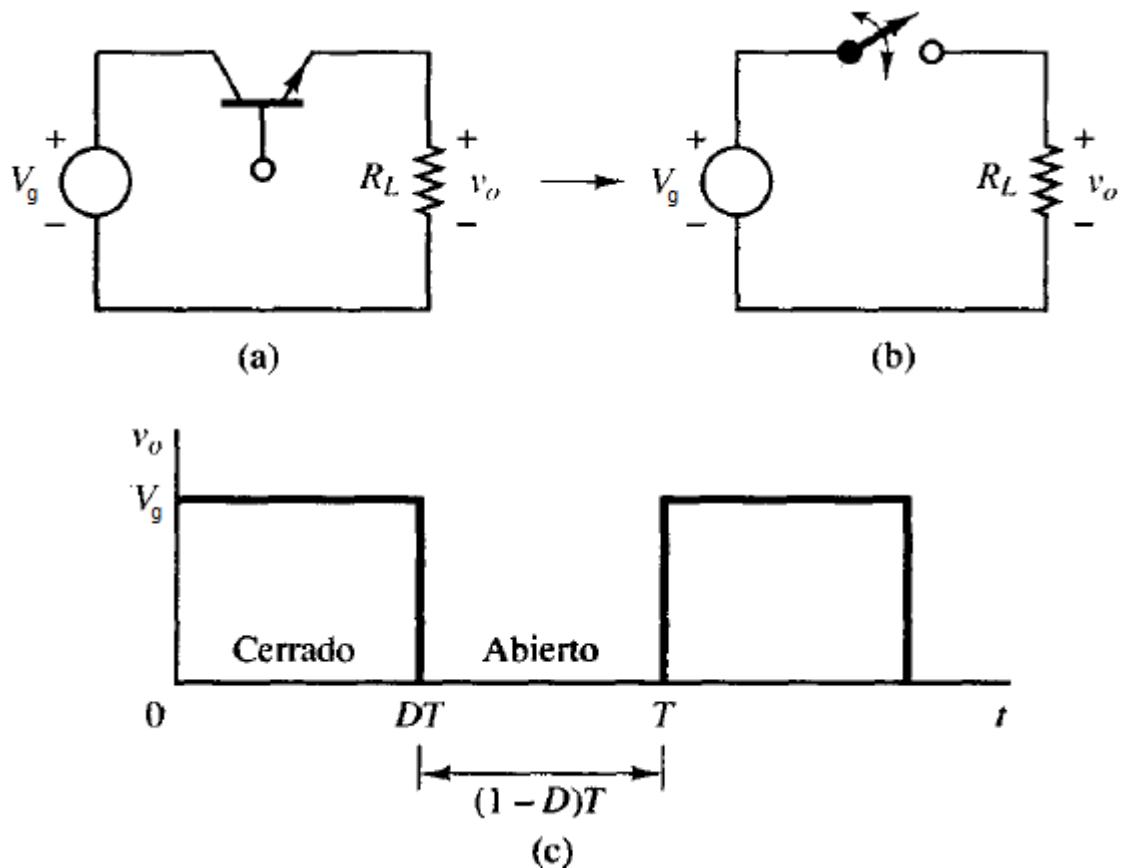 +
V_g
−
R_L
+
v_o
−
(a)
+
V_g
−
R_L
+
v_o
−
(b)
v_o
V_g
Cerrado
Abierto
0
DT
T
t
(1 − D)T
(c)